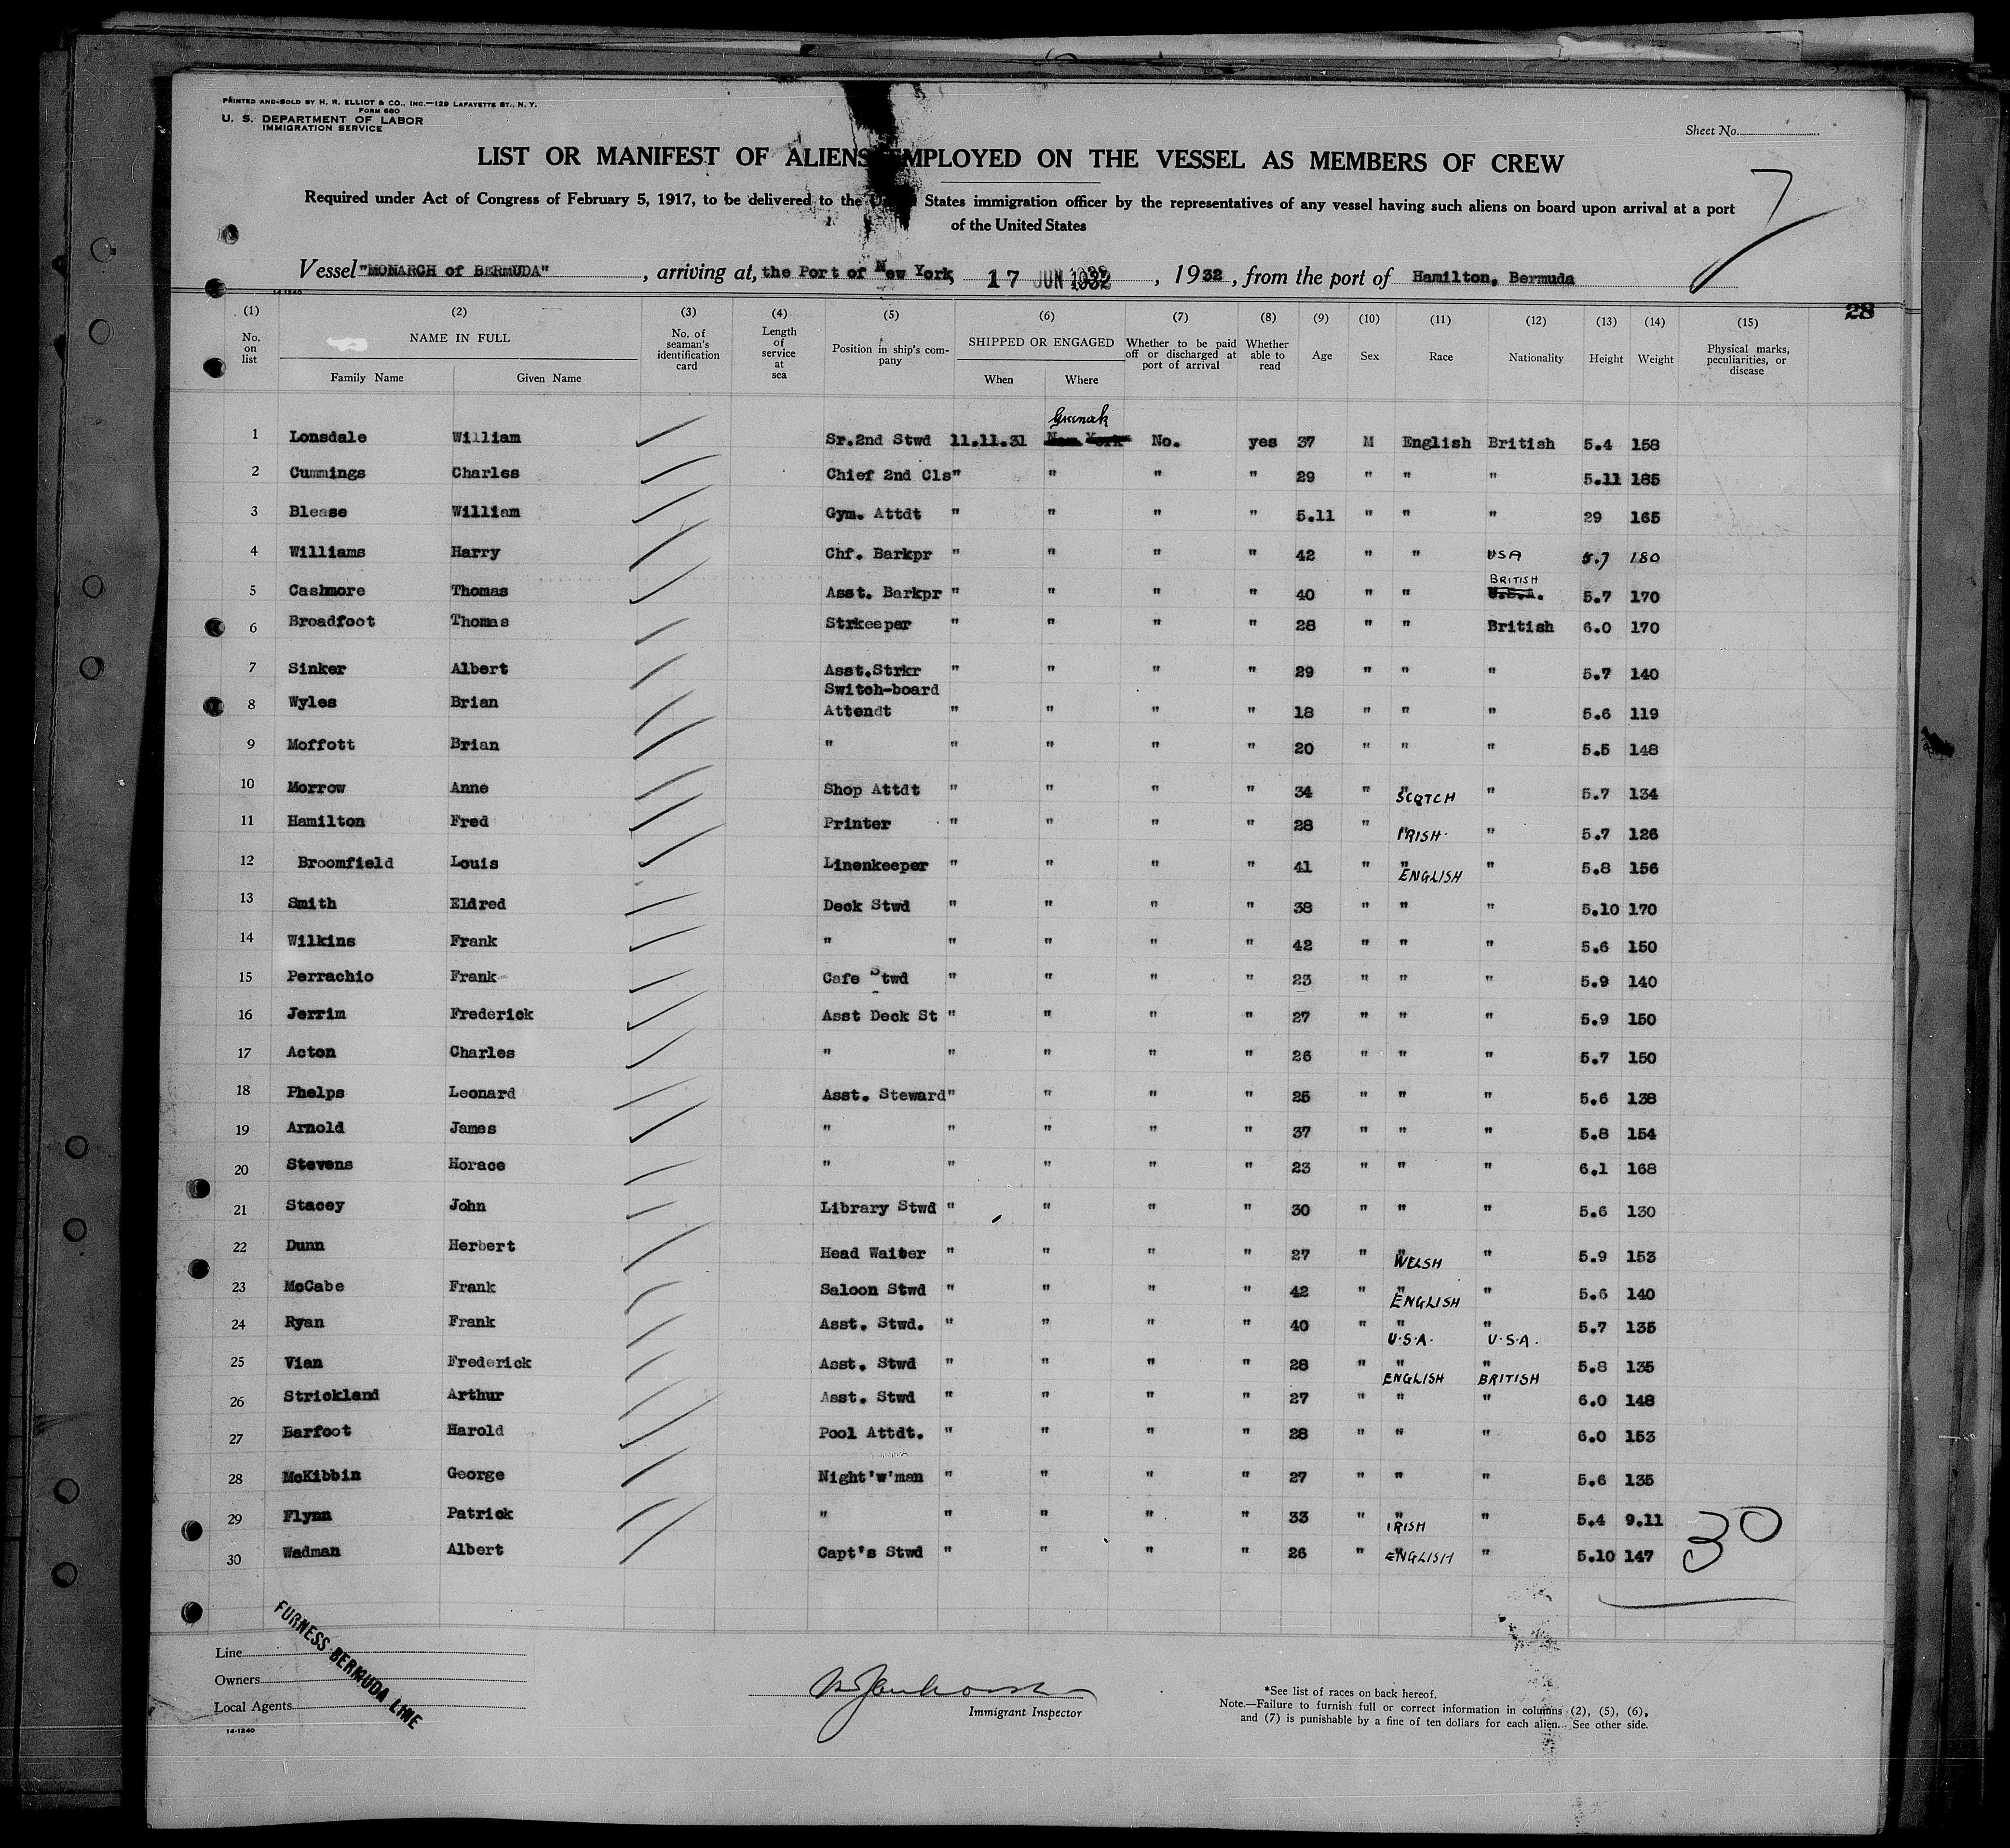 PRINTED AND SOLD BY H. R. ELLIOT & CO., INC.—129 LAFAYETTE ST., N. Y.
FORM 680
U. S. DEPARTMENT OF LABOR
IMMIGRATION SERVICE
Sheet No.
LIST OR MANIFEST OF ALIENS EMPLOYED ON THE VESSEL AS MEMBERS OF CREW
7
Required under Act of Congress of February 5, 1917, to be delivered to the United States immigration officer by the representatives of any vessel having such aliens on board upon arrival at a port
of the United States
Vessel "MONARCH of BERMUDA", arriving at, the Port of New York, 17 JUN 1932, 1932, from the port of Hamilton, Bermuda
14-1240
28
(1) (2) (3) (4) (5) (6) (7) (8) (9) (10) (11) (12) (13) (14) (15)
No. on list NAME IN FULL No. of seaman's identification card Length of service at sea Position in ship's company SHIPPED OR ENGAGED Whether to be paid off or discharged at port of arrival Whether able to read Age Sex Race Nationality Height Weight Physical marks, peculiarities, or disease
Family Name Given Name When Where
Greenock
1 Lonsdale William Sr.2nd Stwd 11.11.31 New York No. yes 37 M English British 5.4 158
2 Cummings Charles Chief 2nd Cls" " " " 29 " " " 5.11 185
3 Blease William Gym. Attdt " " " " 5.11 " " " 29 165
4 Williams Harry Chf. Barkpr " " " " 42 " " USA 5.7 180
BRITISH
5 Cashmore Thomas Asst. Barkpr " " " " 40 " " U.S.A. 5.7 170
6 Broadfoot Thomas Strkeeper " " " " 28 " " British 6.0 170
7 Sinker Albert Asst.Strkr " " " " 29 " " " 5.7 140
Switch-board
8 Wyles Brian Attendt " " " " 18 " " " 5.6 119
9 Moffott Brian " " " " " 20 " " " 5.5 148
10 Morrow Anne Shop Attdt " " " " 34 " " SCOTCH " 5.7 134
11 Hamilton Fred Printer " " " " 28 " " IRISH " 5.7 126
12 Broomfield Louis Linenkeeper " " " " 41 " " ENGLISH " 5.8 156
13 Smith Eldred Deck Stwd " " " " 38 " " " 5.10 170
14 Wilkins Frank " " " " " 42 " " " 5.6 150
15 Perrachio Frank Cafe Stwd " " " " 23 " " " 5.9 140
16 Jerrim Frederick Asst Deck St " " " " 27 " " " 5.9 150
17 Acton Charles " " " " " 26 " " " 5.7 150
18 Phelps Leonard Asst. Steward" " " " 25 " " " 5.6 138
19 Arnold James " " " " " 37 " " " 5.8 154
20 Stevens Horace " " " " " 23 " " " 6.1 168
21 Stacey John Library Stwd " " " " 30 " " " 5.6 130
22 Dunn Herbert Head Waiter " " " " 27 " " WELSH " 5.9 153
23 McCabe Frank Saloon Stwd " " " " 42 " " ENGLISH " 5.6 140
24 Ryan Frank Asst. Stwd. " " " " 40 " " U.S.A. " U.S.A. 5.7 135
25 Vian Frederick Asst. Stwd " " " " 28 " " ENGLISH " BRITISH 5.8 135
26 Strickland Arthur Asst. Stwd " " " " 27 " " " 6.0 148
27 Barfoot Harold Pool Attdt. " " " " 28 " " " 6.0 153
28 McKibbin George Night'w'man " " " " 27 " " " 5.6 135
29 Flynn Patrick " " " " " 33 " " IRISH " 5.4 9.11
30 Wadman Albert Capt's Stwd " " " " 26 " " ENGLISH " 5.10 147
30
Line
Owners
Local Agents
FURNESS BERMUDA LINE
14-1240
Immigrant Inspector
*See list of races on back hereof.
Note.—Failure to furnish full or correct information in columns (2), (5), (6),
and (7) is punishable by a fine of ten dollars for each alien. See other side.